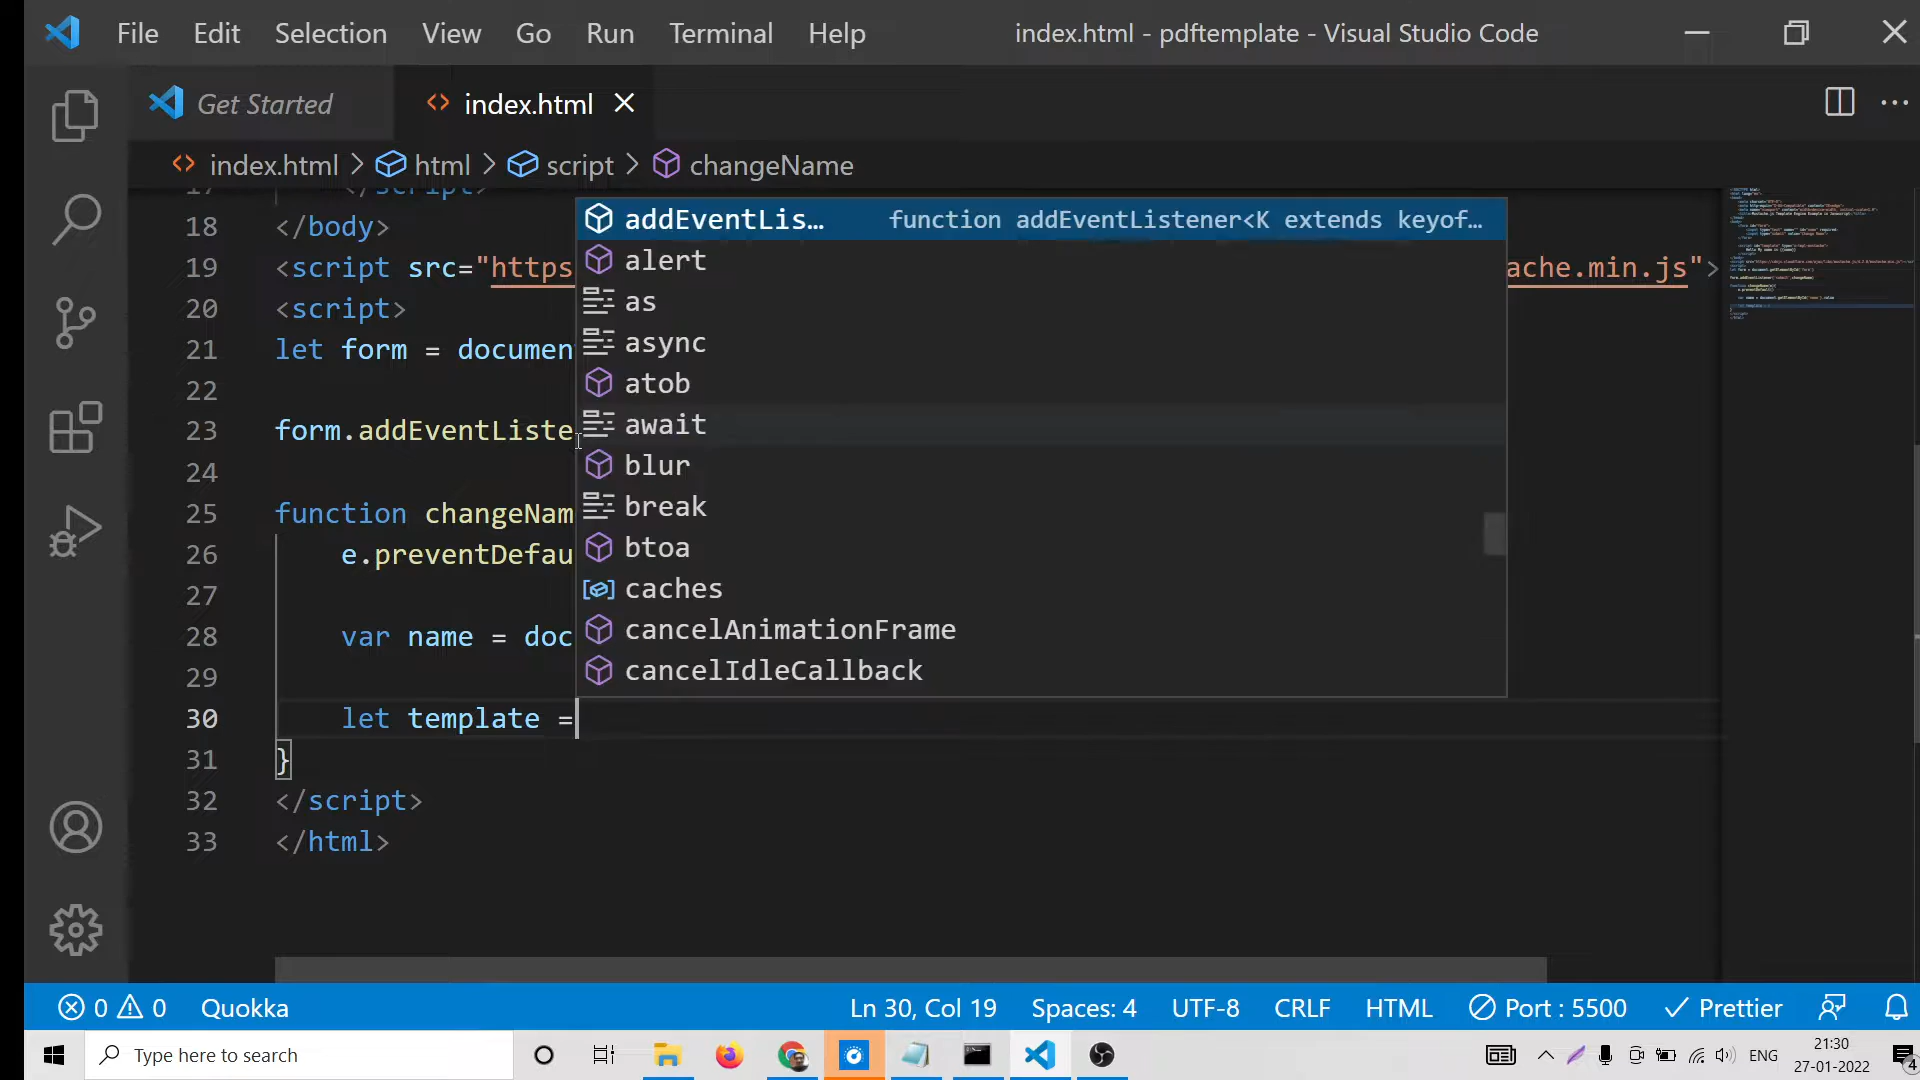 File Edit Selection View Go Run Terminal Help index.html - pdftemplate - Visual Studio Code
Get Started index.html
index.html > html > script > changeName
17 </script>
18 </body>
19 <script src="https ache.min.js">
20 <script>
21 let form = documen
22
23 form.addEventListe
24
25 function changeNam
26 e.preventDefau
27
28 var name = doc
29
30 let template =
31 }
32 </script>
33 </html>
addEventLis... function addEventListener<K extends keyof...
alert
as
async
atob
await
blur
break
btoa
caches
cancelAnimationFrame
cancelIdleCallback
0 0 Quokka Ln 30, Col 19 Spaces: 4 UTF-8 CRLF HTML Port : 5500 Prettier
Type here to search ENG 21:30
27-01-2022 4